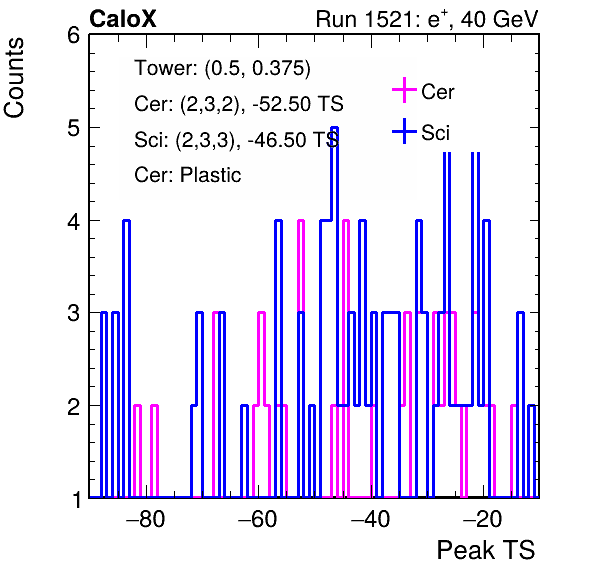 CaloX
Run 1521: e+, 40 GeV
Counts
6
5
4
3
2
1
Tower: (0.5, 0.375)
Cer: (2,3,2), -52.50 TS
Sci: (2,3,3), -46.50 TS
Cer: Plastic
Cer
Sci
−80
−60
−40
−20
Peak TS